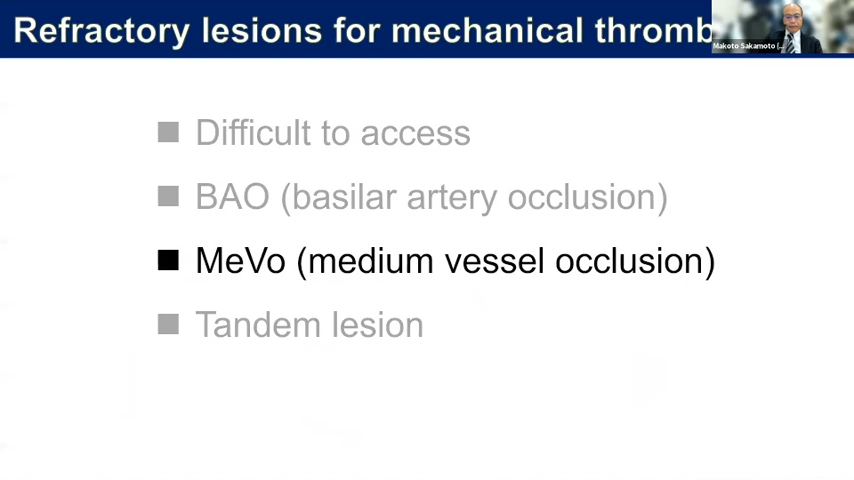 Refractory lesions for mechanical thromb
Makoto Sakamoto (...
Difficult to access
BAO (basilar artery occlusion)
MeVo (medium vessel occlusion)
Tandem lesion